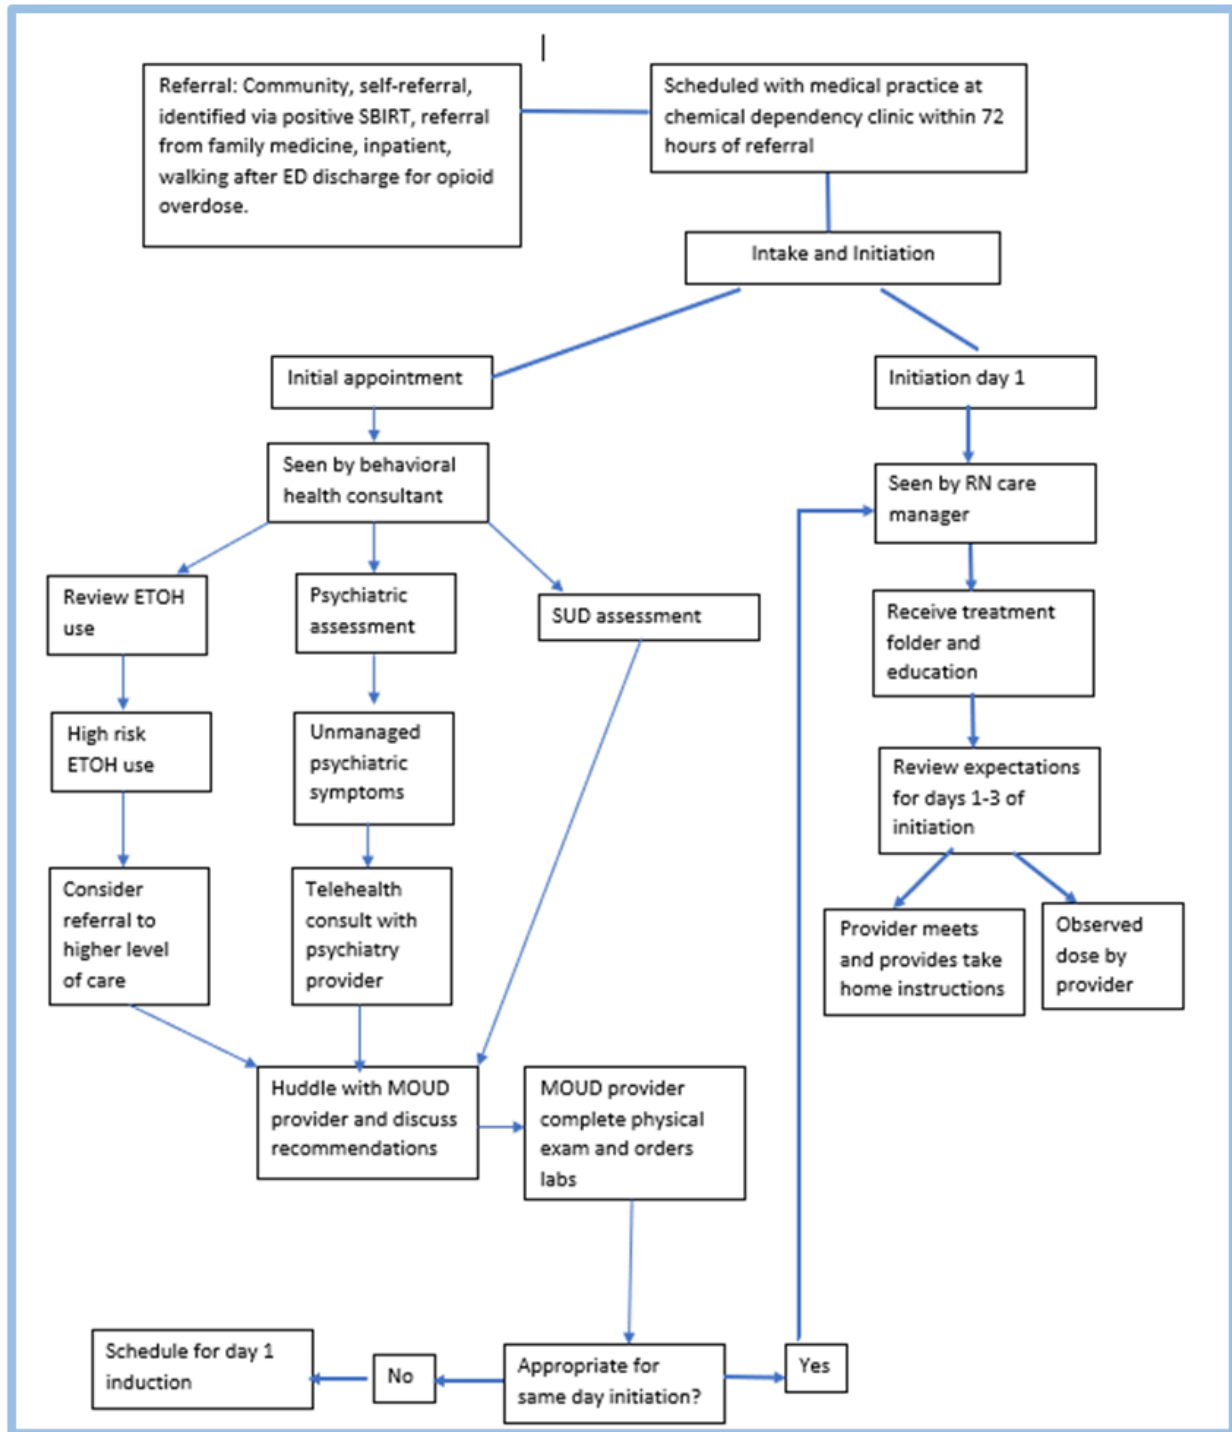 Referral: Community, self-referral,
identified via positive SBIRT, referral
from family medicine, inpatient,
walking after ED discharge for opioid
overdose.
Scheduled with medical practice at
chemical dependency clinic within 72
hours of referral
Intake and Initiation
Initial appointment
Initiation day 1
Seen by behavioral
health consultant
Seen by RN care
manager
Review ETOH
use
Psychiatric
assessment
SUD assessment
Receive treatment
folder and
education
High risk
ETOH use
Unmanaged
psychiatric
symptoms
Review expectations
for days 1-3 of
initiation
Consider
referral to
higher level
of care
Telehealth
consult with
psychiatry
provider
Provider meets
and provides take
home instructions
Observed
dose by
provider
Huddle with MOUD
provider and discuss
recommendations
MOUD provider
complete physical
exam and orders
labs
Schedule for day 1
induction
No
Appropriate for
same day initiation?
Yes